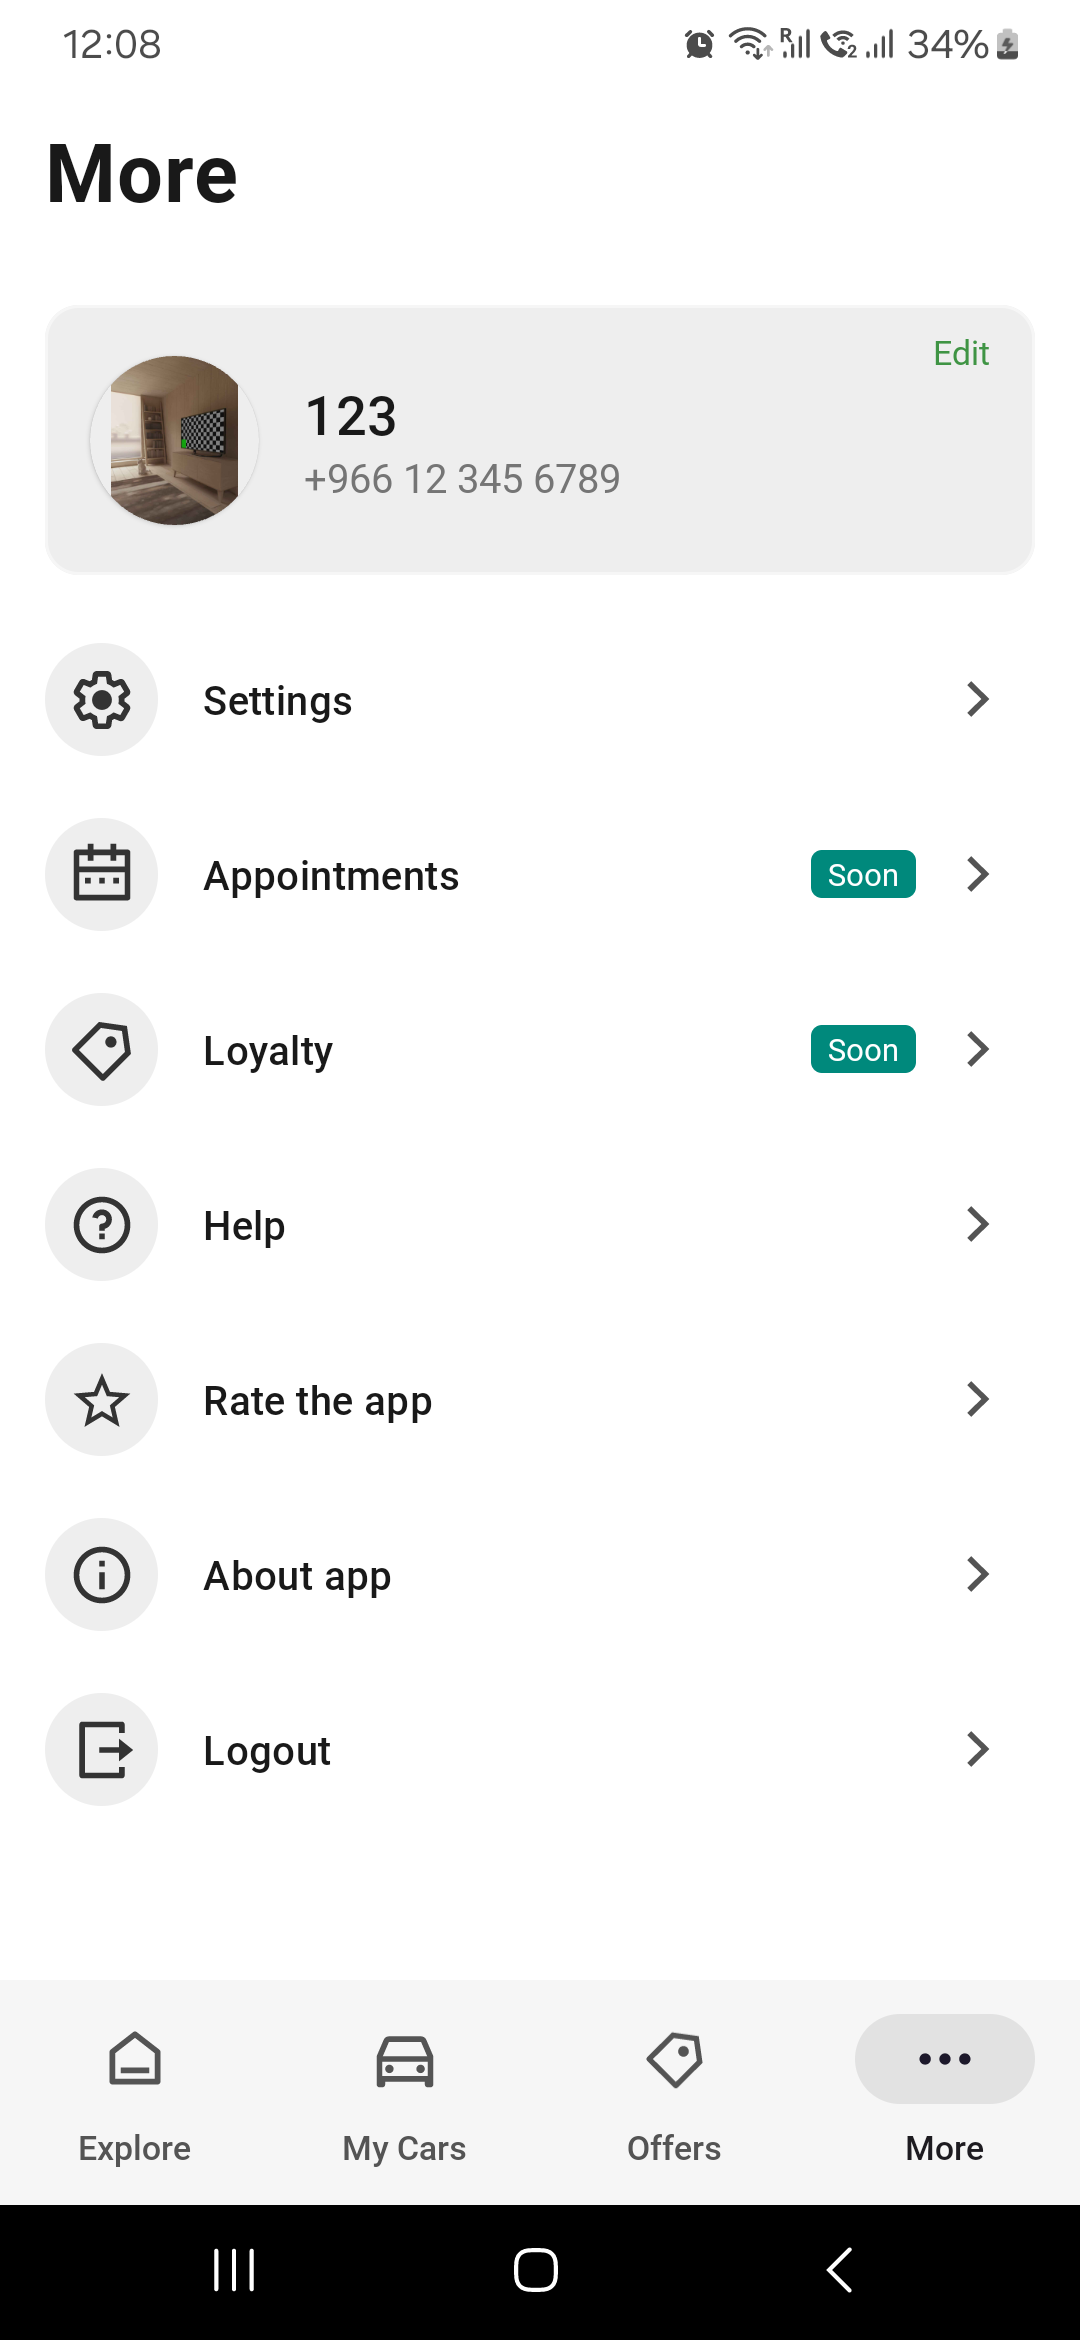 12:08
R 2 34%
More
Edit
123
+966 12 345 6789
Settings
Appointments
Soon
Loyalty
Soon
Help
Rate the app
About app
Logout
Explore
My Cars
Offers
More